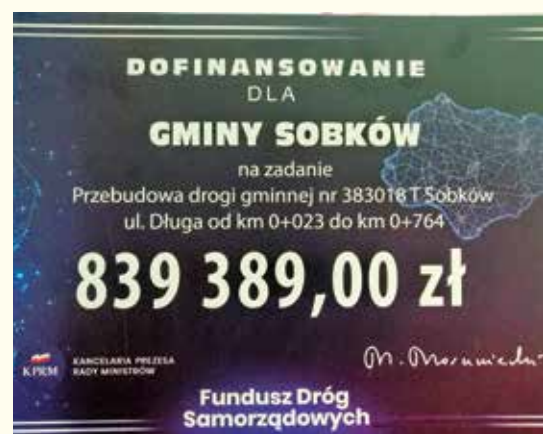 DOFINANSOWANIE
DLA
GMINY SOBKÓW
na zadanie
Przebudowa drogi gminnej nr 383018 T Sobków
ul. Długa od km 0+023 do km 0+764
839 389,00 zł
KPRM
KANCELARIA PREZESA
RADY MINISTRÓW
Fundusz Dróg
Samorządowych